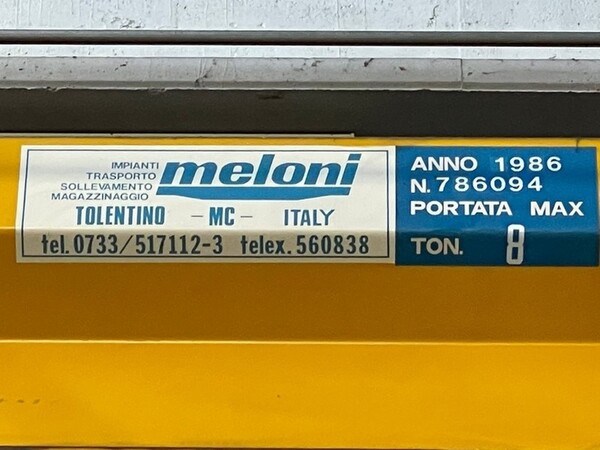 IMPIANTI
TRASPORTO
SOLLEVAMENTO
MAGAZZINAGGIO
meloni
TOLENTINO - MC - ITALY
tel. 0733/517112-3 telex. 560838
ANNO 1986
N. 786094
PORTATA MAX
TON. 8